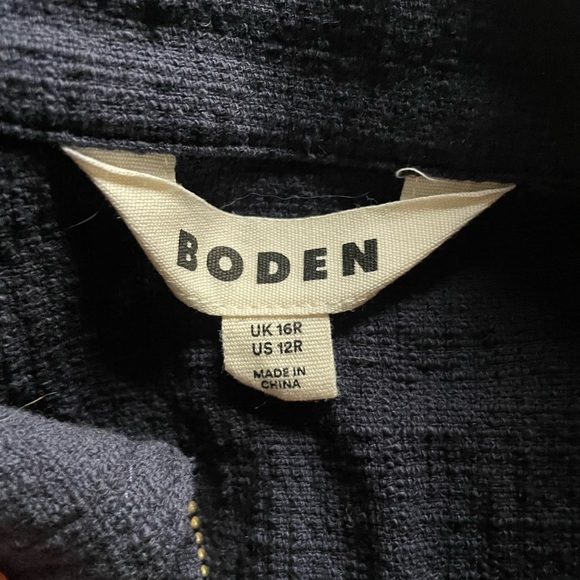 BODEN
UK 16R
US 12R
MADE IN
CHINA